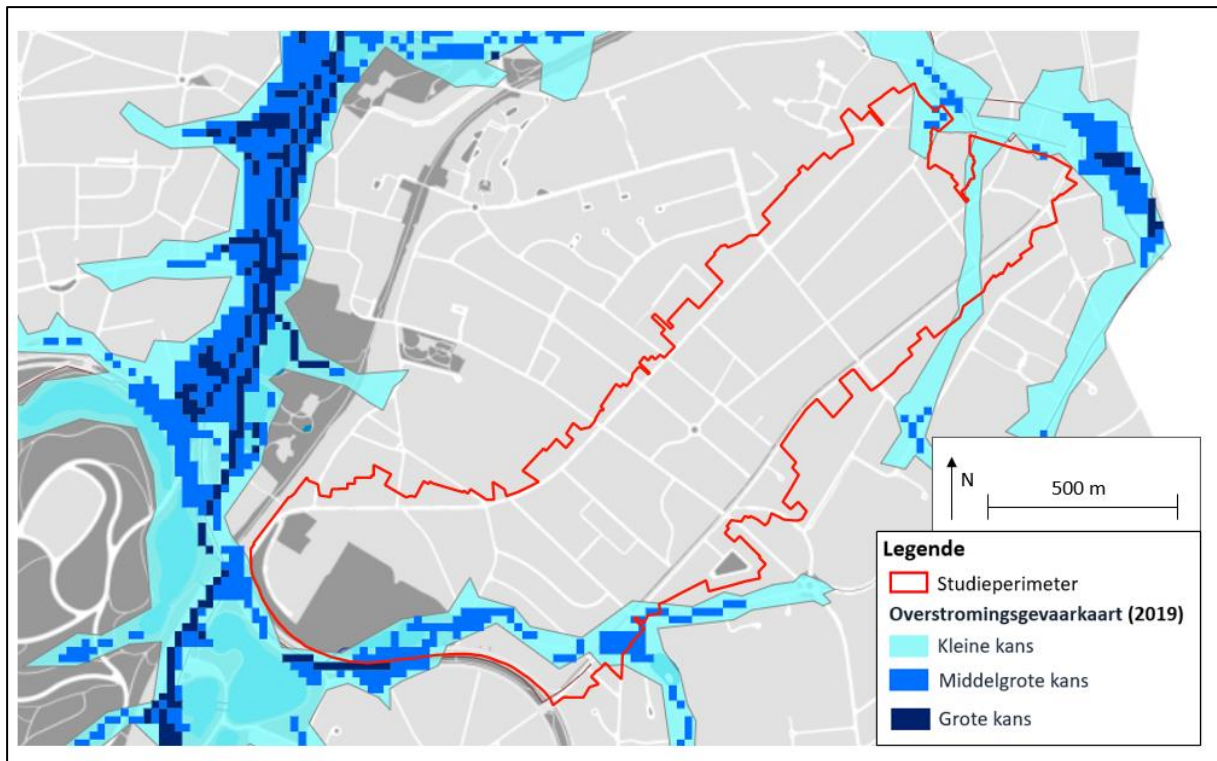 N
500 m
Legende
Studieperimeter
Overstromingsgevaarkaart (2019)
Kleine kans
Middelgrote kans
Grote kans